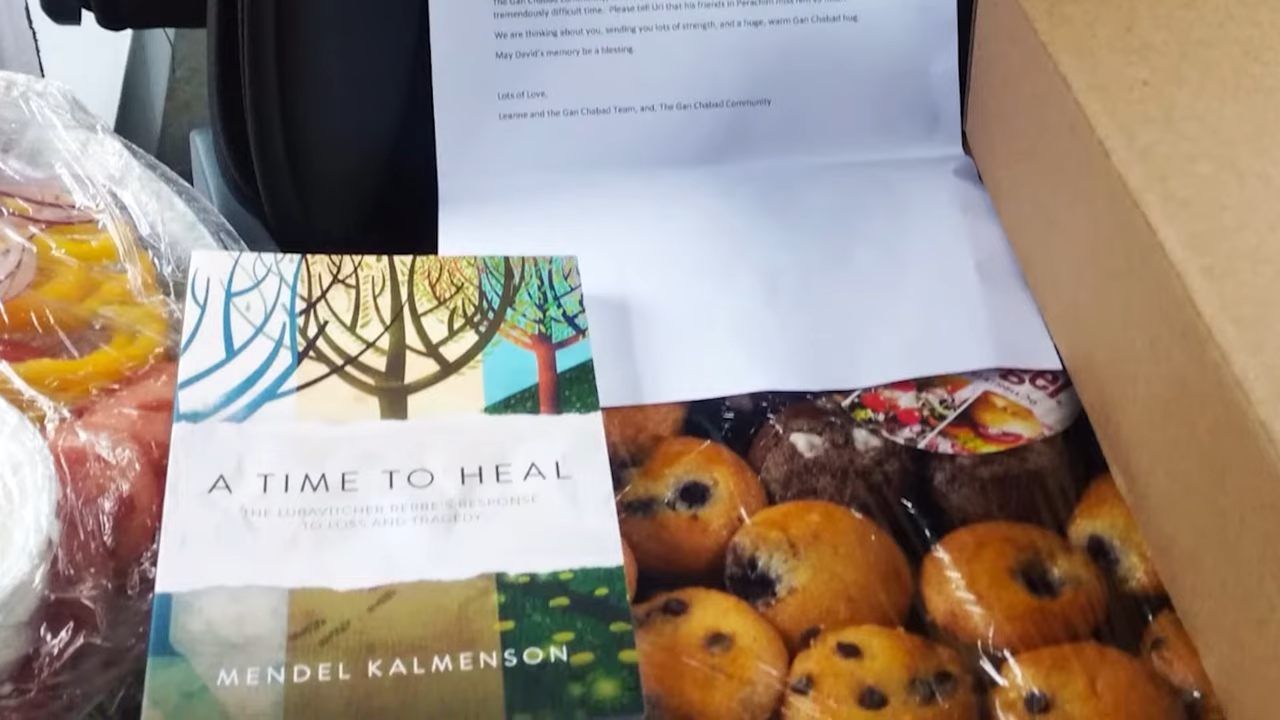 tremendously difficult time. Please tell Uri that his friends in Perachim miss him so
We are thinking about you, sending you lots of strength, and a huge, warm Gan Chabad hug.
May David's memory be a blessing.
Lots of Love,
Leanne and the Gan Chabad Team, and, The Gan Chabad Community
A TIME TO HEAL
THE LUBAVITCHER REBBE'S RESPONSE
TO LOSS AND TRAGEDY
MENDEL KALMENSON